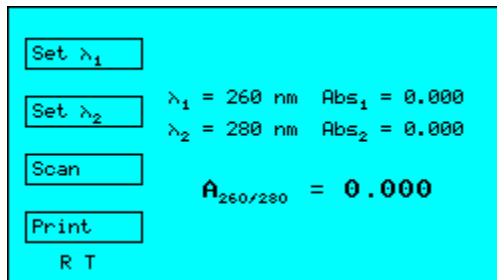 Set λ₁
Set λ₂
λ₁ = 260 nm Abs₁ = 0.000
λ₂ = 280 nm Abs₂ = 0.000
Scan
A₂₆₀/₂₈₀ = 0.000
Print
R T